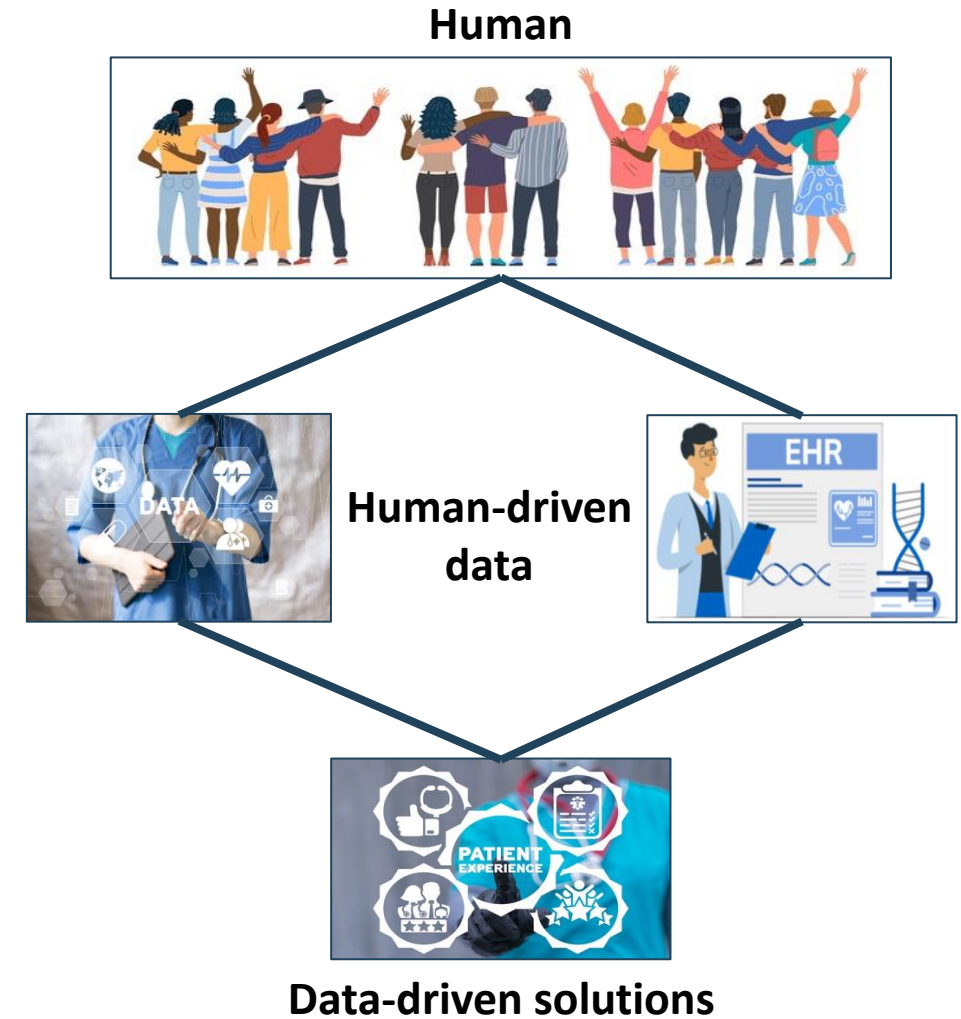 Human
DATA
EHR
Human-driven
data
PATIENT
EXPERIENCE
Data-driven solutions